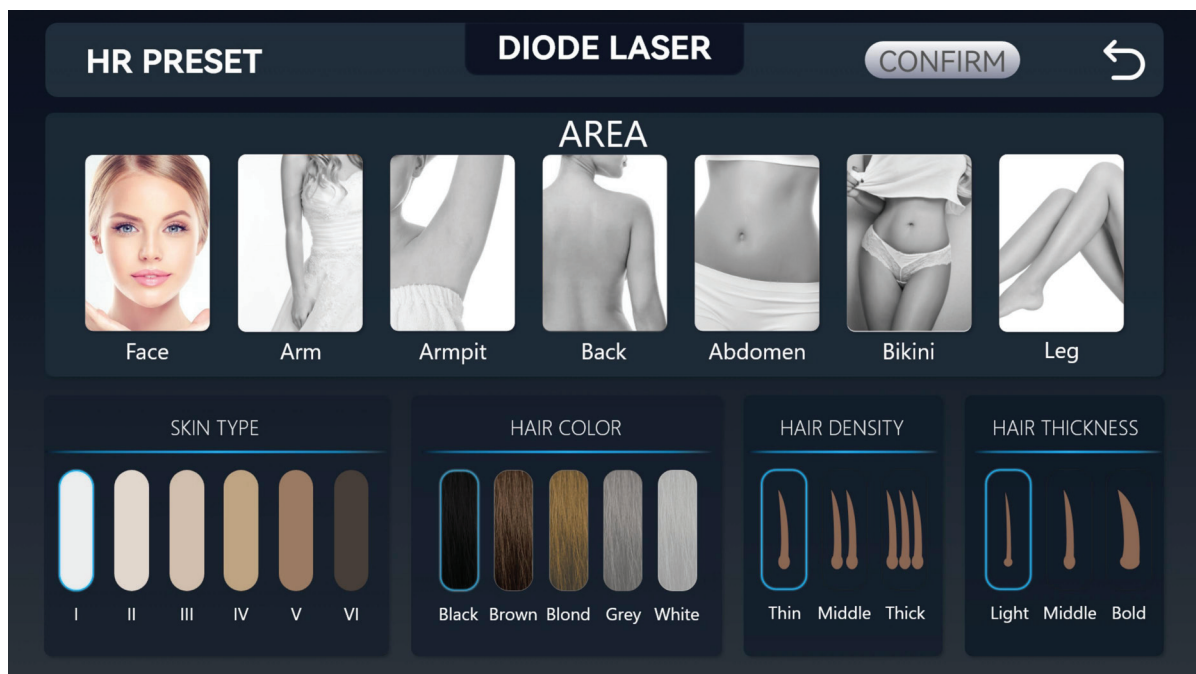 HR PRESET
DIODE LASER
CONFIRM
AREA
Face Arm Armpit Back Abdomen Bikini Leg
SKIN TYPE
I II III IV V VI
HAIR COLOR
Black Brown Blond Grey White
HAIR DENSITY
Thin Middle Thick
HAIR THICKNESS
Light Middle Bold